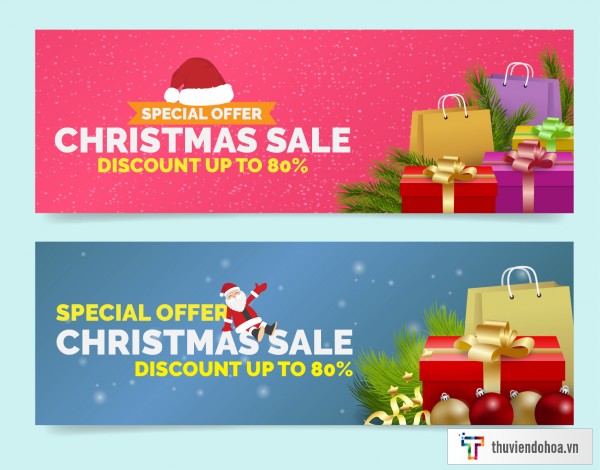 SPECIAL OFFER
CHRISTMAS SALE
DISCOUNT UP TO 80%
SPECIAL OFFER
CHRISTMAS SALE
DISCOUNT UP TO 80%
thuviendohoa.vn